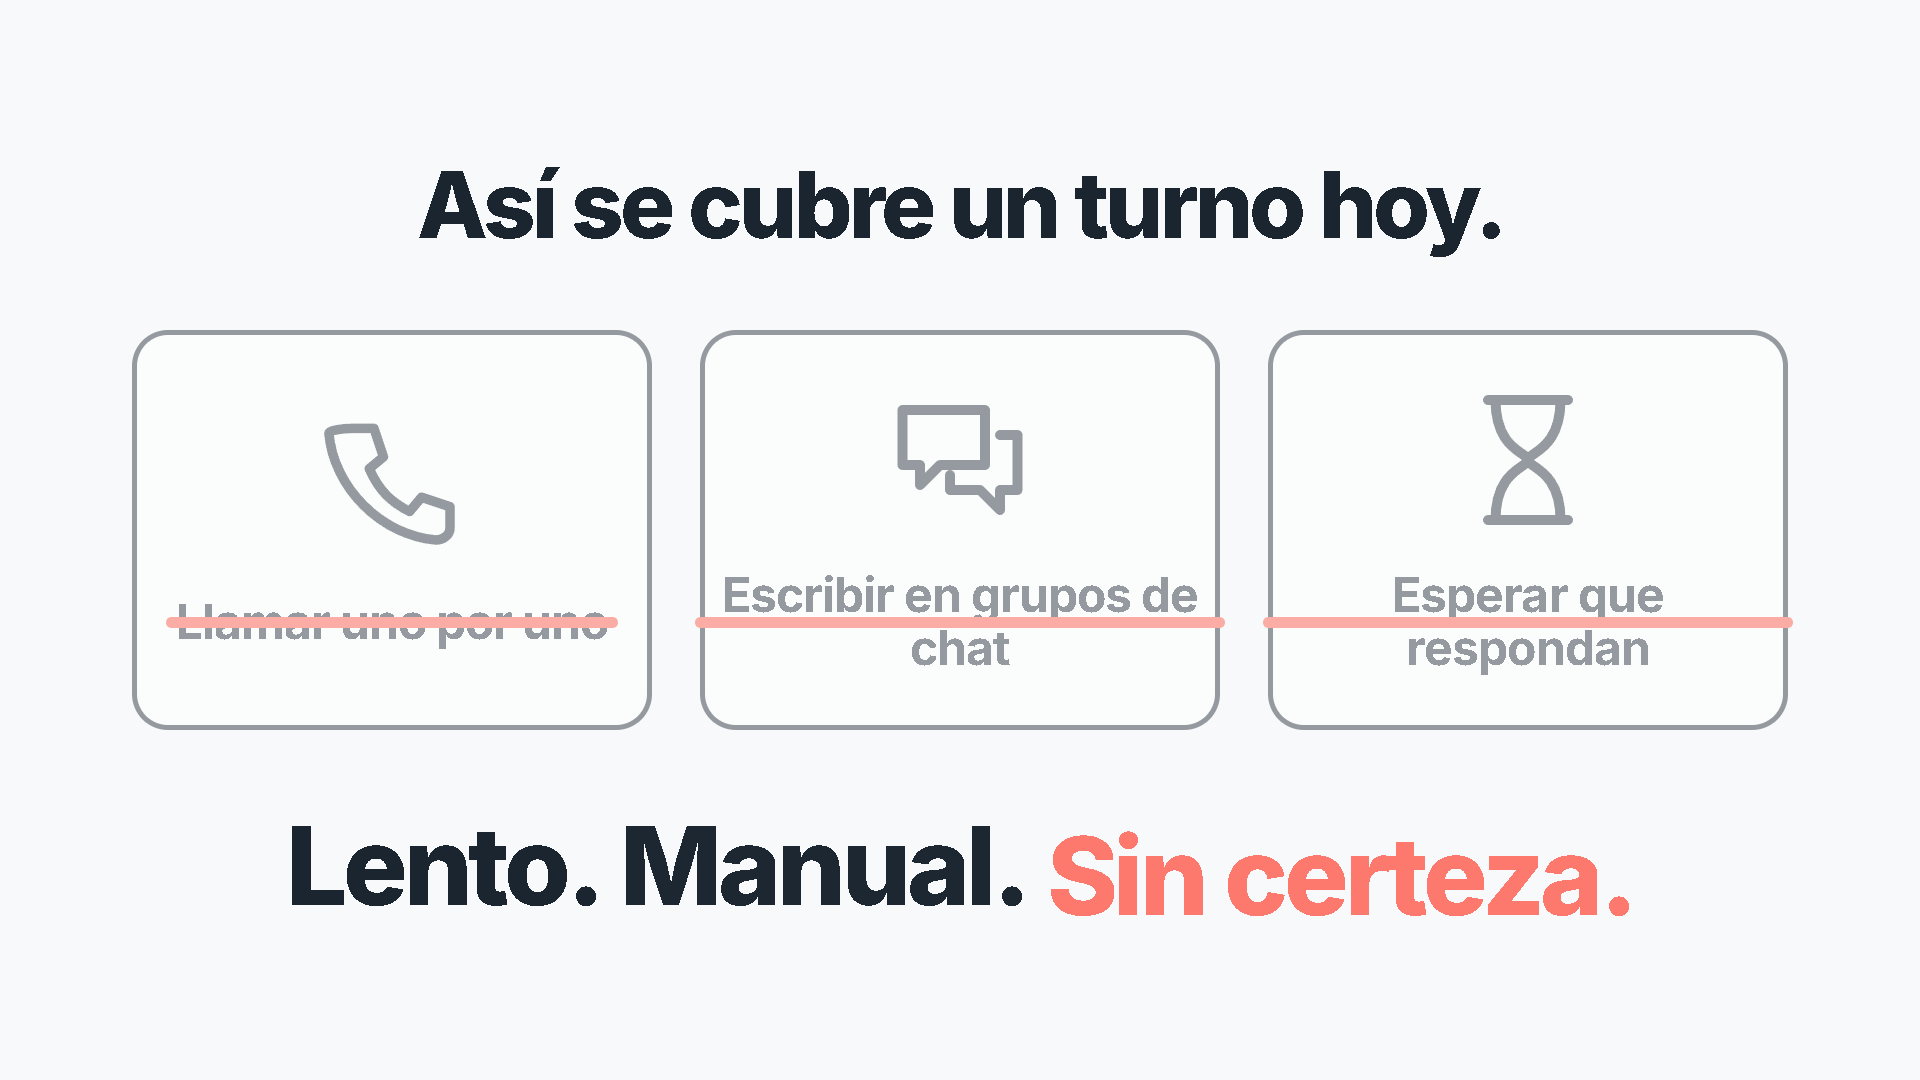 Así se cubre un turno hoy.
Llamar uno por uno
Escribir en grupos de
chat
Esperar que
respondan
Lento. Manual. Sin certeza.